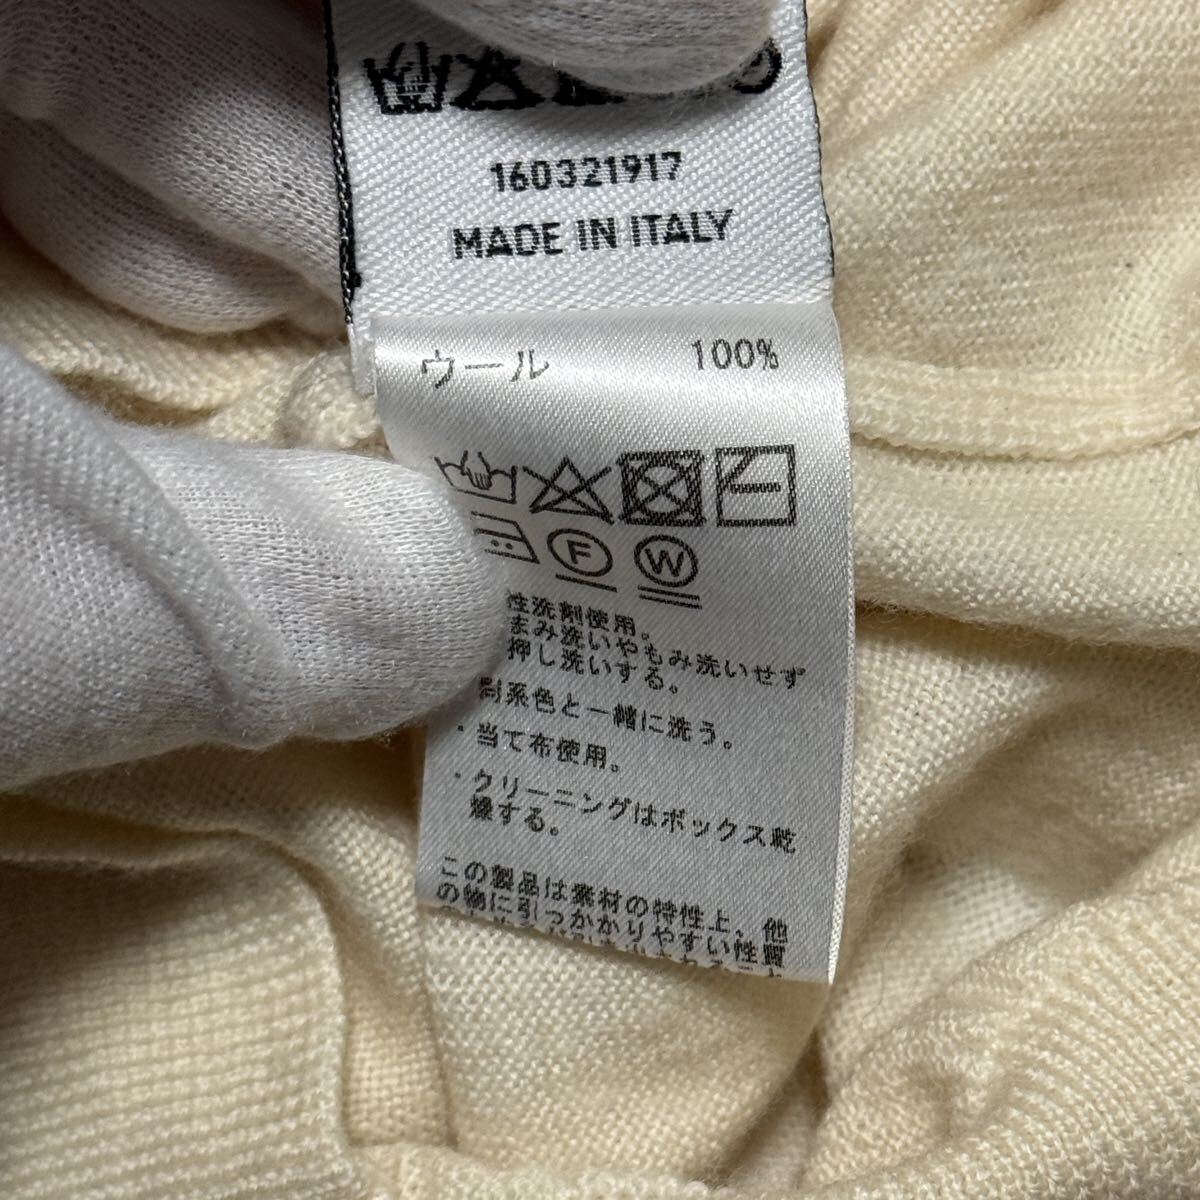 160321917
MADE IN ITALY
ウール 100%
F W
性洗剤使用。
まみ洗いやもみ洗いせず
押し洗いする。
系色と一緒に洗う。
・当て布使用。
・クリーニングはボックス乾
燥する。
この製品は素材の特性上、他
の物に引っかかりやすい性質